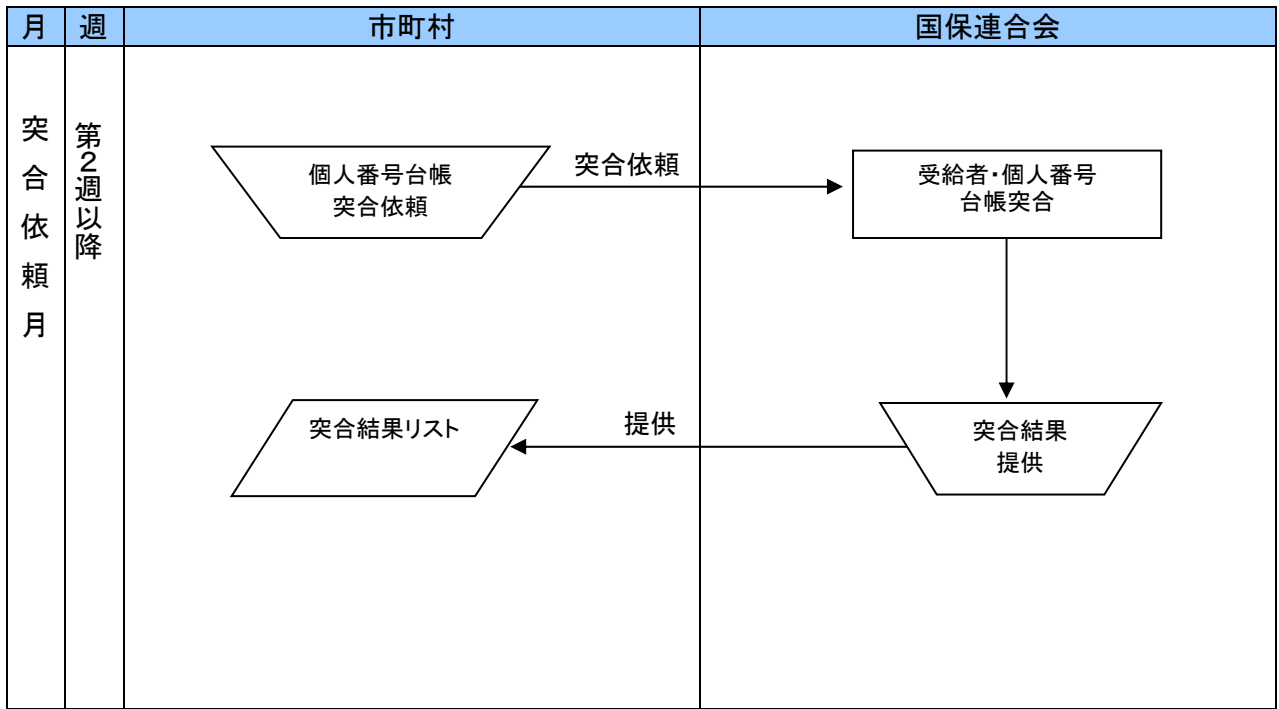 月 週 市町村 国保連合会
突合依頼月
第2週以降
個人番号台帳
突合依頼
突合依頼
受給者・個人番号
台帳突合
突合結果リスト
提供
突合結果
提供